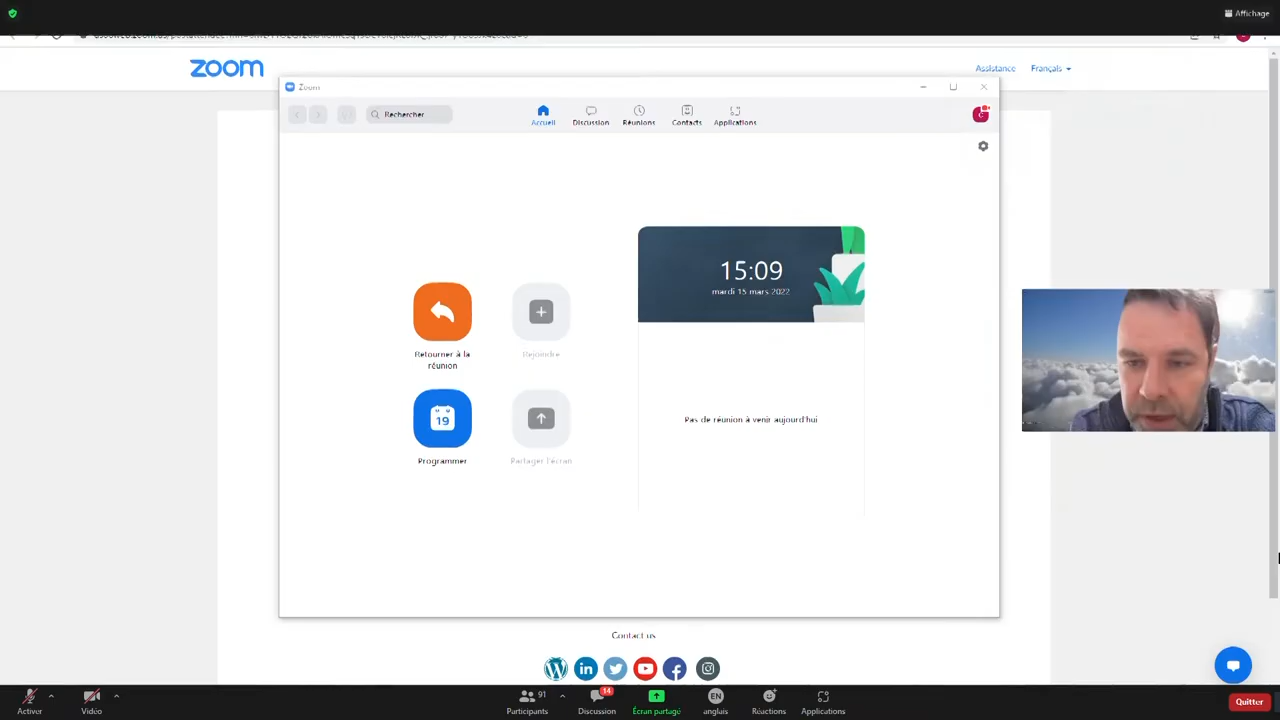 Affichage
zoom
Assistance
Français
Zoom
Rechercher
Accueil
Discussion
Réunions
Contacts
Applications
15:09
mardi 15 mars 2022
Retourner à la
réunion
Rejoindre
19
Programmer
Partager l'écran
Pas de réunion à venir aujourd'hui
Contact us
Activer
Vidéo
91
Participants
14
Discussion
Écran partagé
EN
anglais
Réactions
Applications
Quitter